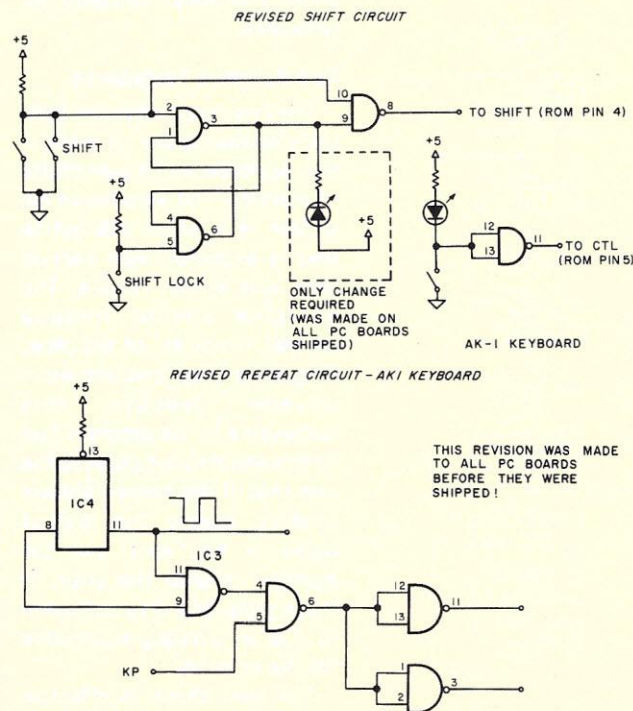 REVISED SHIFT CIRCUIT
+5
2
1
3
10
9
8
TO SHIFT (ROM PIN 4)
SHIFT
+5
4
5
6
SHIFT LOCK
+5
ONLY CHANGE
REQUIRED
(WAS MADE ON
ALL PC BOARDS
SHIPPED)
+5
12
13
11
TO CTL
(ROM PIN5)
AK-1 KEYBOARD
REVISED REPEAT CIRCUIT-AK1 KEYBOARD
+5
13
IC4
8
11
THIS REVISION WAS MADE
TO ALL PC BOARDS
BEFORE THEY WERE
SHIPPED!
IC3
11
9
4
5
6
12
13
11
KP
1
2
3